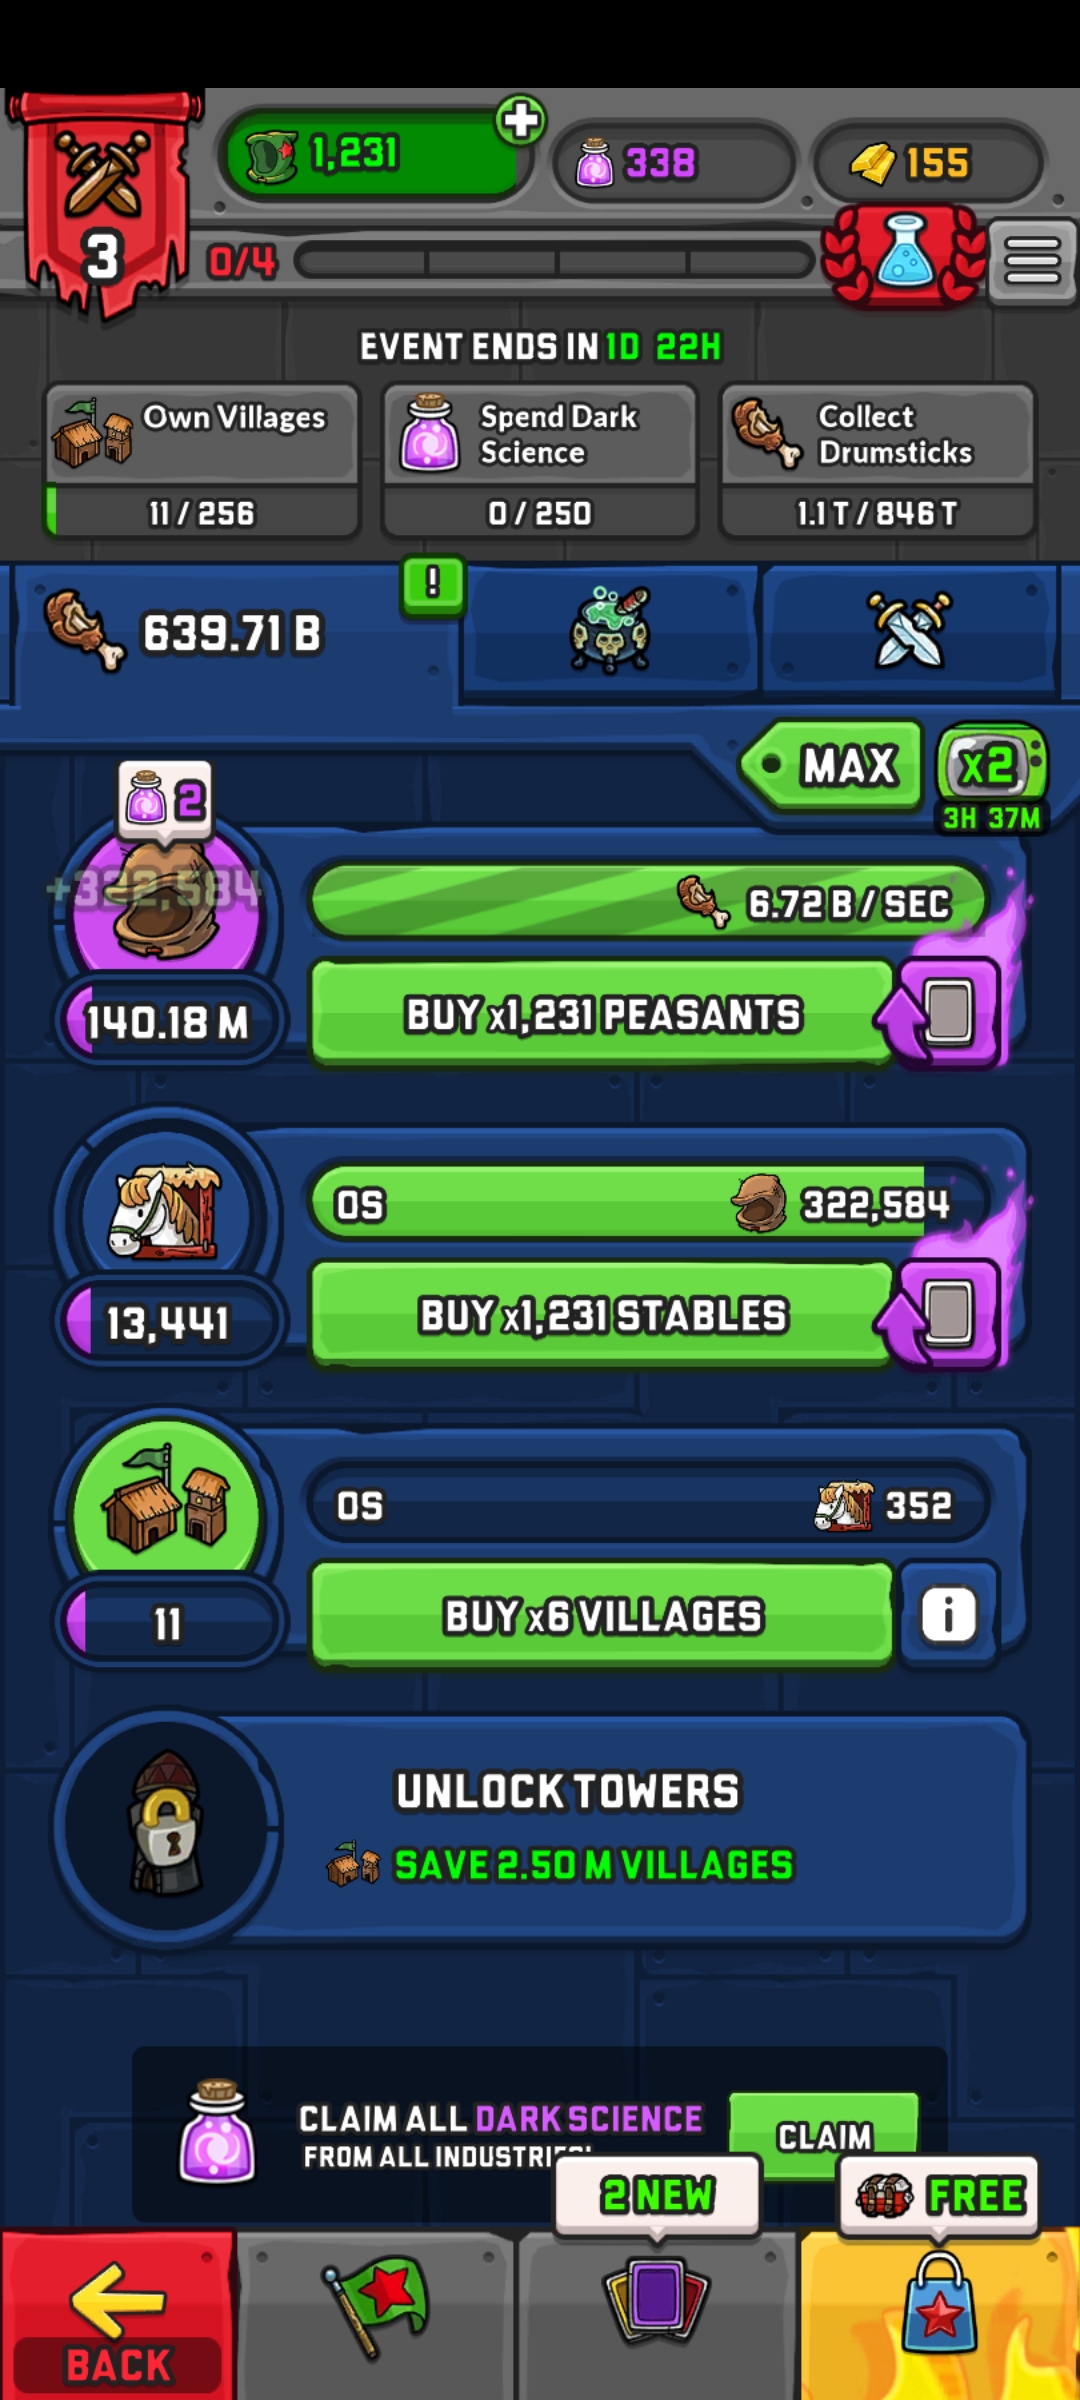 1,231
338
155
3
0/4
EVENT ENDS IN 1D 22H
Own Villages
11 / 256
Spend Dark
Science
0 / 250
Collect
Drumsticks
1.1 T / 846 T
639.71 B
!
MAX
x2
3H 37M
2
+322,584
6.72 B / SEC
140.18 M
BUY x1,231 PEASANTS
0S
322,584
13,441
BUY x1,231 STABLES
0S
352
11
BUY x6 VILLAGES
i
UNLOCK TOWERS
SAVE 2.50 M VILLAGES
CLAIM ALL DARK SCIENCE
FROM ALL INDUSTRIES!
CLAIM
2 NEW
FREE
BACK